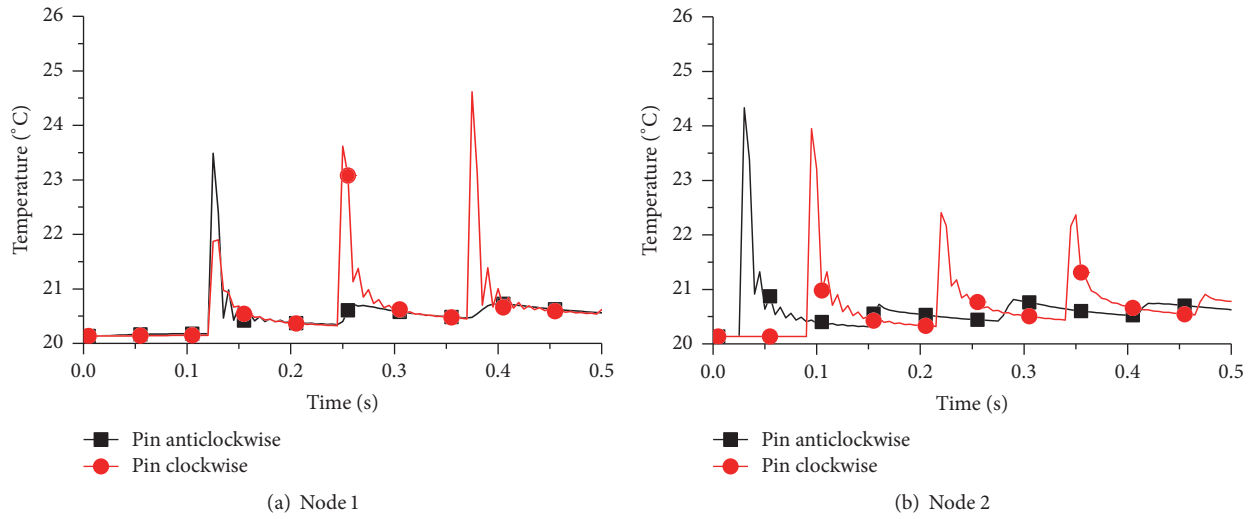 26
25
24
23
22
21
20
Temperature (°C)
0.0 0.1 0.2 0.3 0.4 0.5
Time (s)
Pin anticlockwise
Pin clockwise
(a) Node 1
26
25
24
23
22
21
20
Temperature (°C)
0.0 0.1 0.2 0.3 0.4 0.5
Time (s)
Pin anticlockwise
Pin clockwise
(b) Node 2